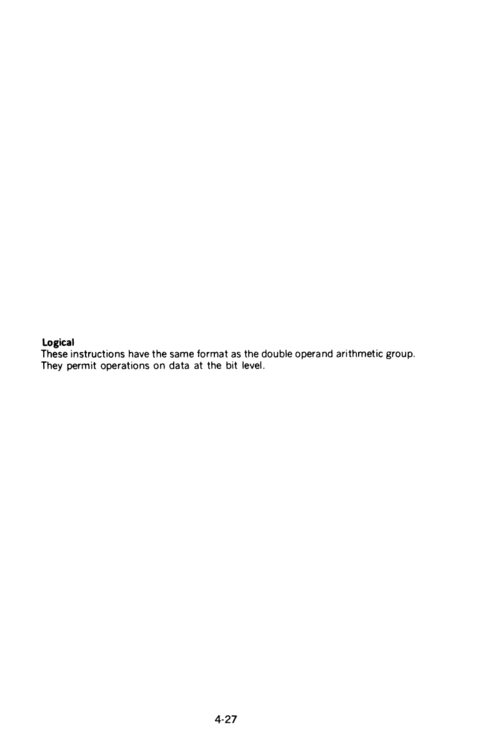 Logical
These instructions have the same format as the double operand arithmetic group.
They permit operations on data at the bit level.
4-27